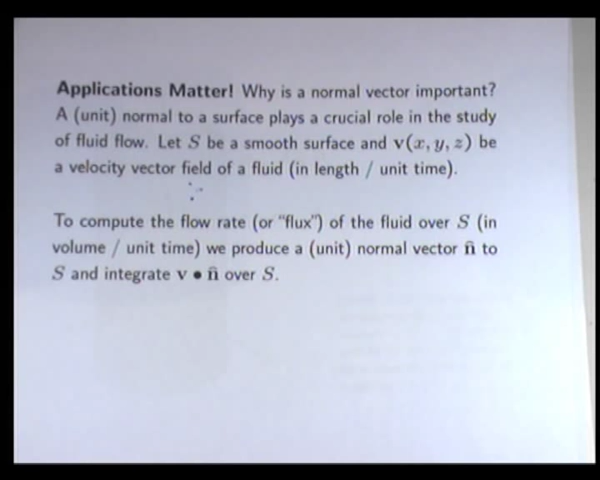 Applications Matter! Why is a normal vector important?
A (unit) normal to a surface plays a crucial role in the study
of fluid flow. Let S be a smooth surface and v(x, y, z) be
a velocity vector field of a fluid (in length / unit time).
To compute the flow rate (or “flux”) of the fluid over S (in
volume / unit time) we produce a (unit) normal vector n̂ to
S and integrate v • n̂ over S.